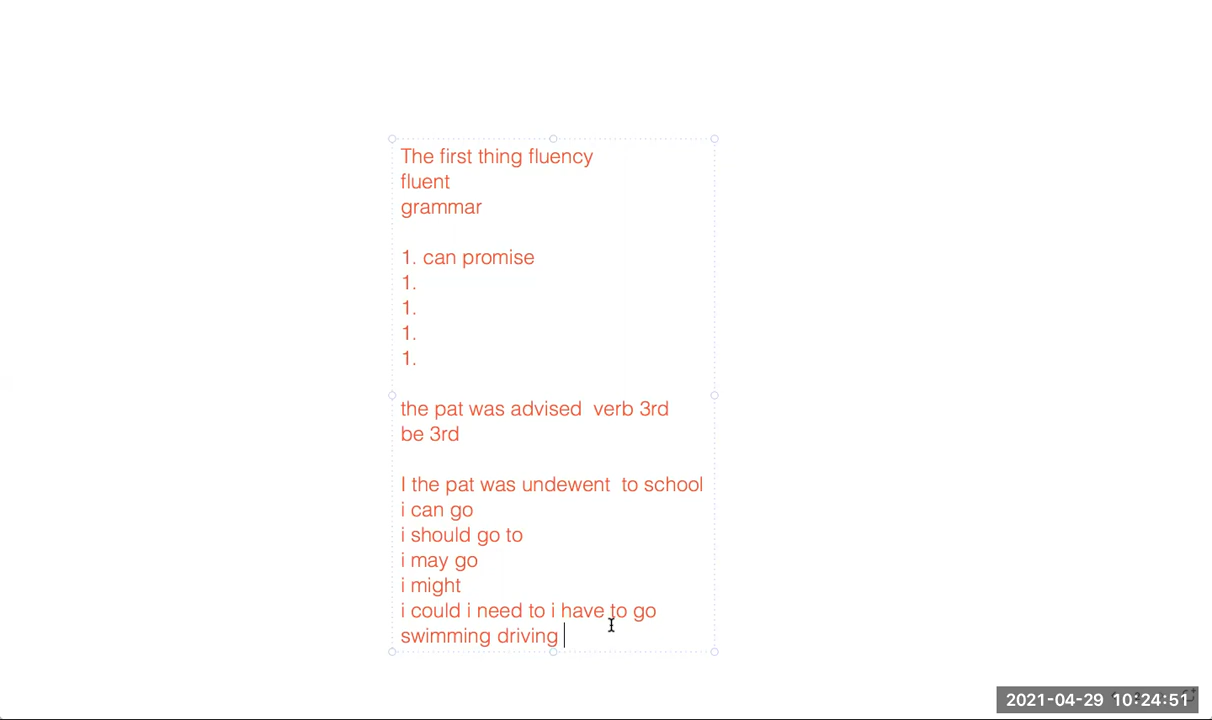 The first thing fluency
fluent
grammar
1. can promise
1.
1.
1.
1.
the pat was advised  verb 3rd
be 3rd
I the pat was undewent  to school
i can go
i should go to
i may go
i might
i could i need to i have to go
swimming driving
2021-04-29 10:24:51